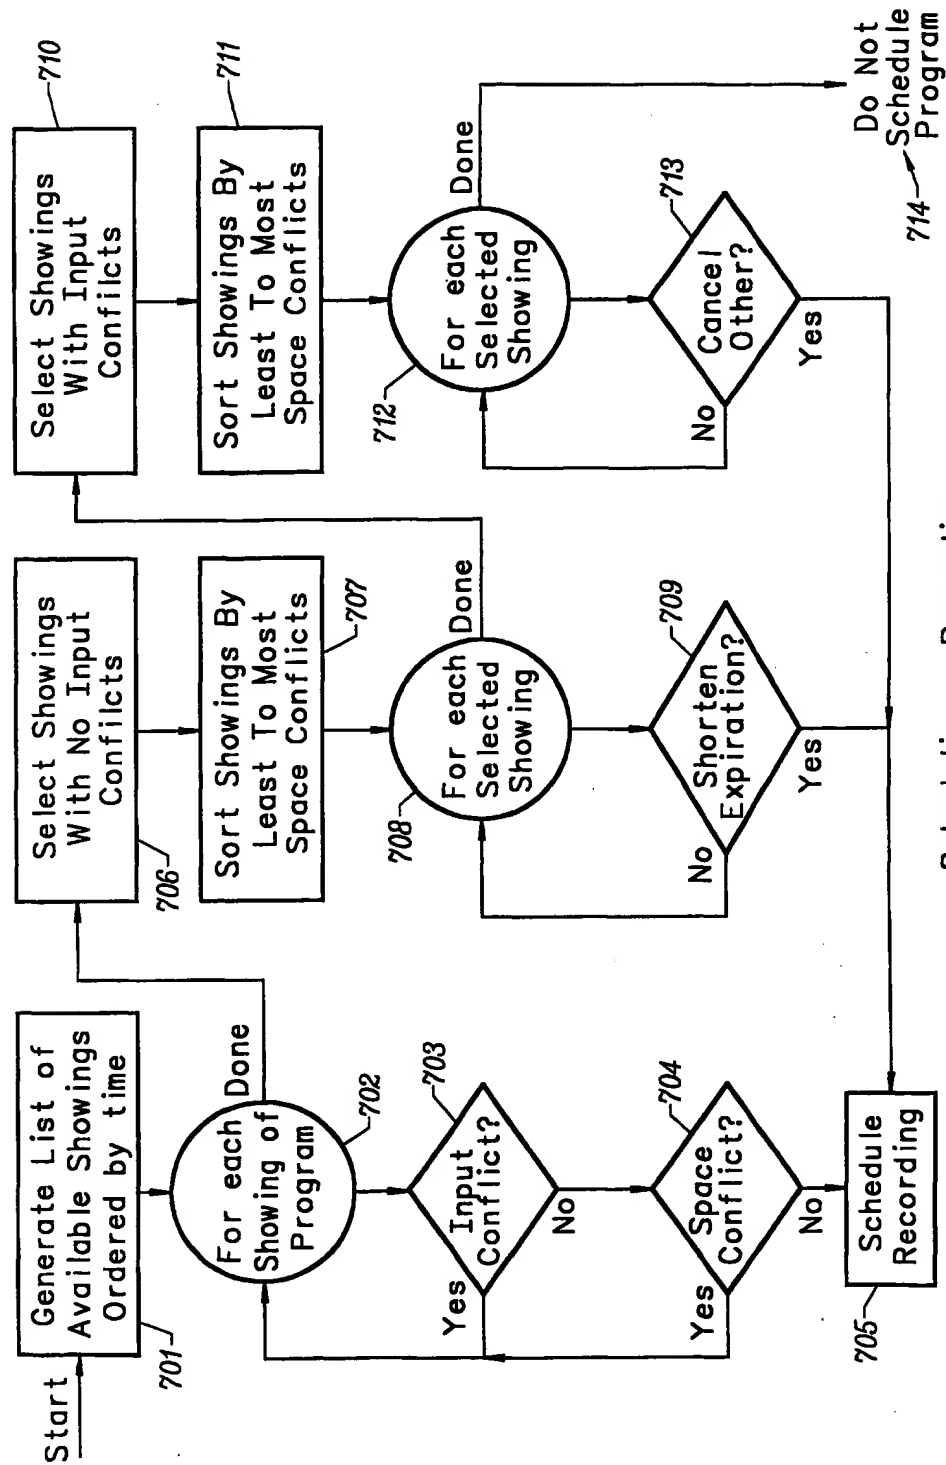 Start
Generate List of
Available Showings
Ordered by time
701
For each
Showing of
Program
702
Done
Input
Conflict?
703
Yes
No
Space
Conflict?
704
Yes
No
Schedule
Recording
705
Select Showings
With No Input
Confilcts
706
Sort Showings By
Least To Most
Space Conflicts
707
For each
Selected
Showing
708
Done
Shorten
Expiration?
709
No
Yes
Select Showings
With Input
Confilcts
710
Sort Showings By
Least To Most
Space Conflicts
711
For each
Selected
Showing
712
Done
Cancel
Other?
713
No
Yes
Do Not
Schedule
Program
714